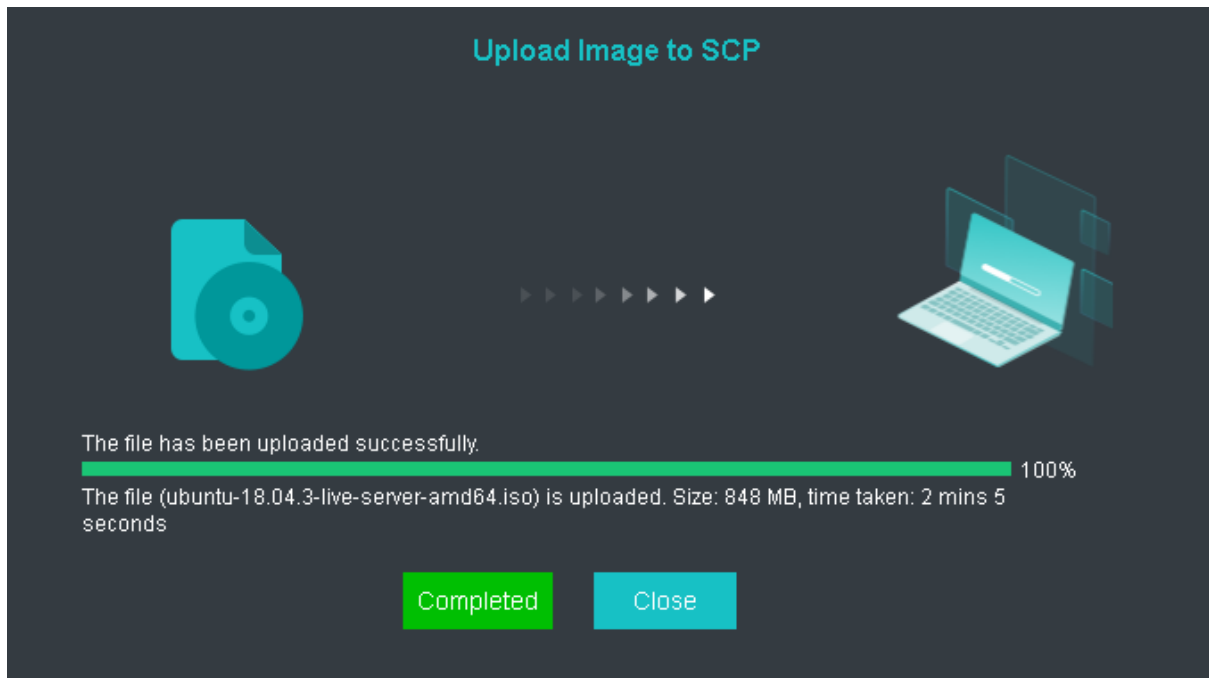 Upload Image to SCP
The file has been uploaded successfully.
100%
The file (ubuntu-18.04.3-live-server-amd64.iso) is uploaded. Size: 848 MB, time taken: 2 mins 5
seconds
Completed
Close